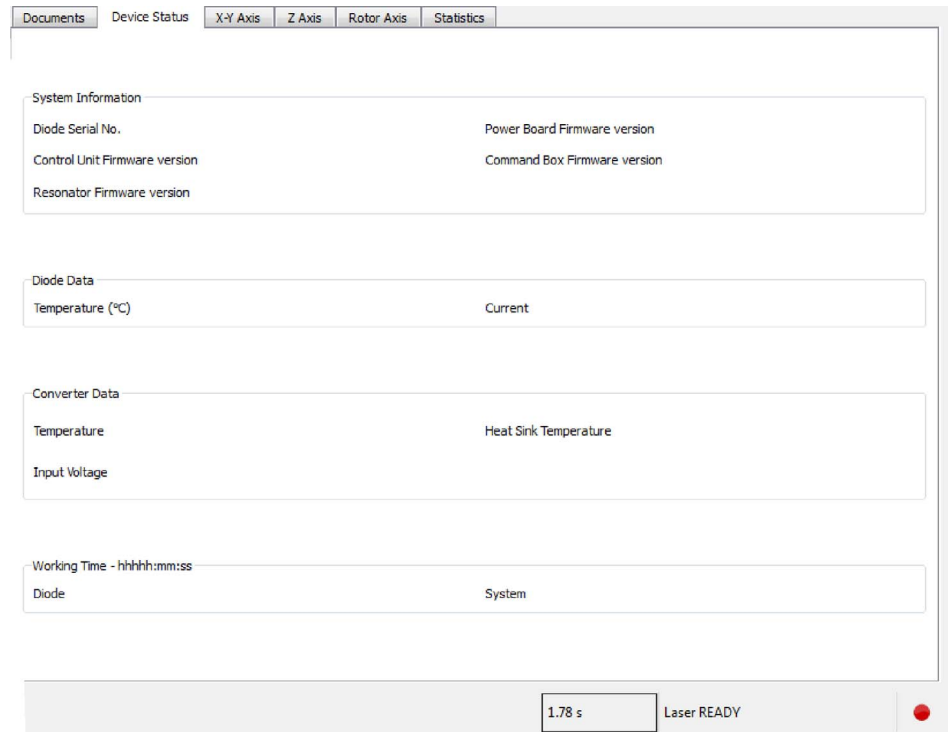 Documents Device Status X-Y Axis Z Axis Rotor Axis Statistics
System Information
Diode Serial No. Power Board Firmware version
Control Unit Firmware version Command Box Firmware version
Resonator Firmware version
Diode Data
Temperature (°C) Current
Converter Data
Temperature Heat Sink Temperature
Input Voltage
Working Time - hhhhh:mm:ss
Diode System
1.78 s Laser READY